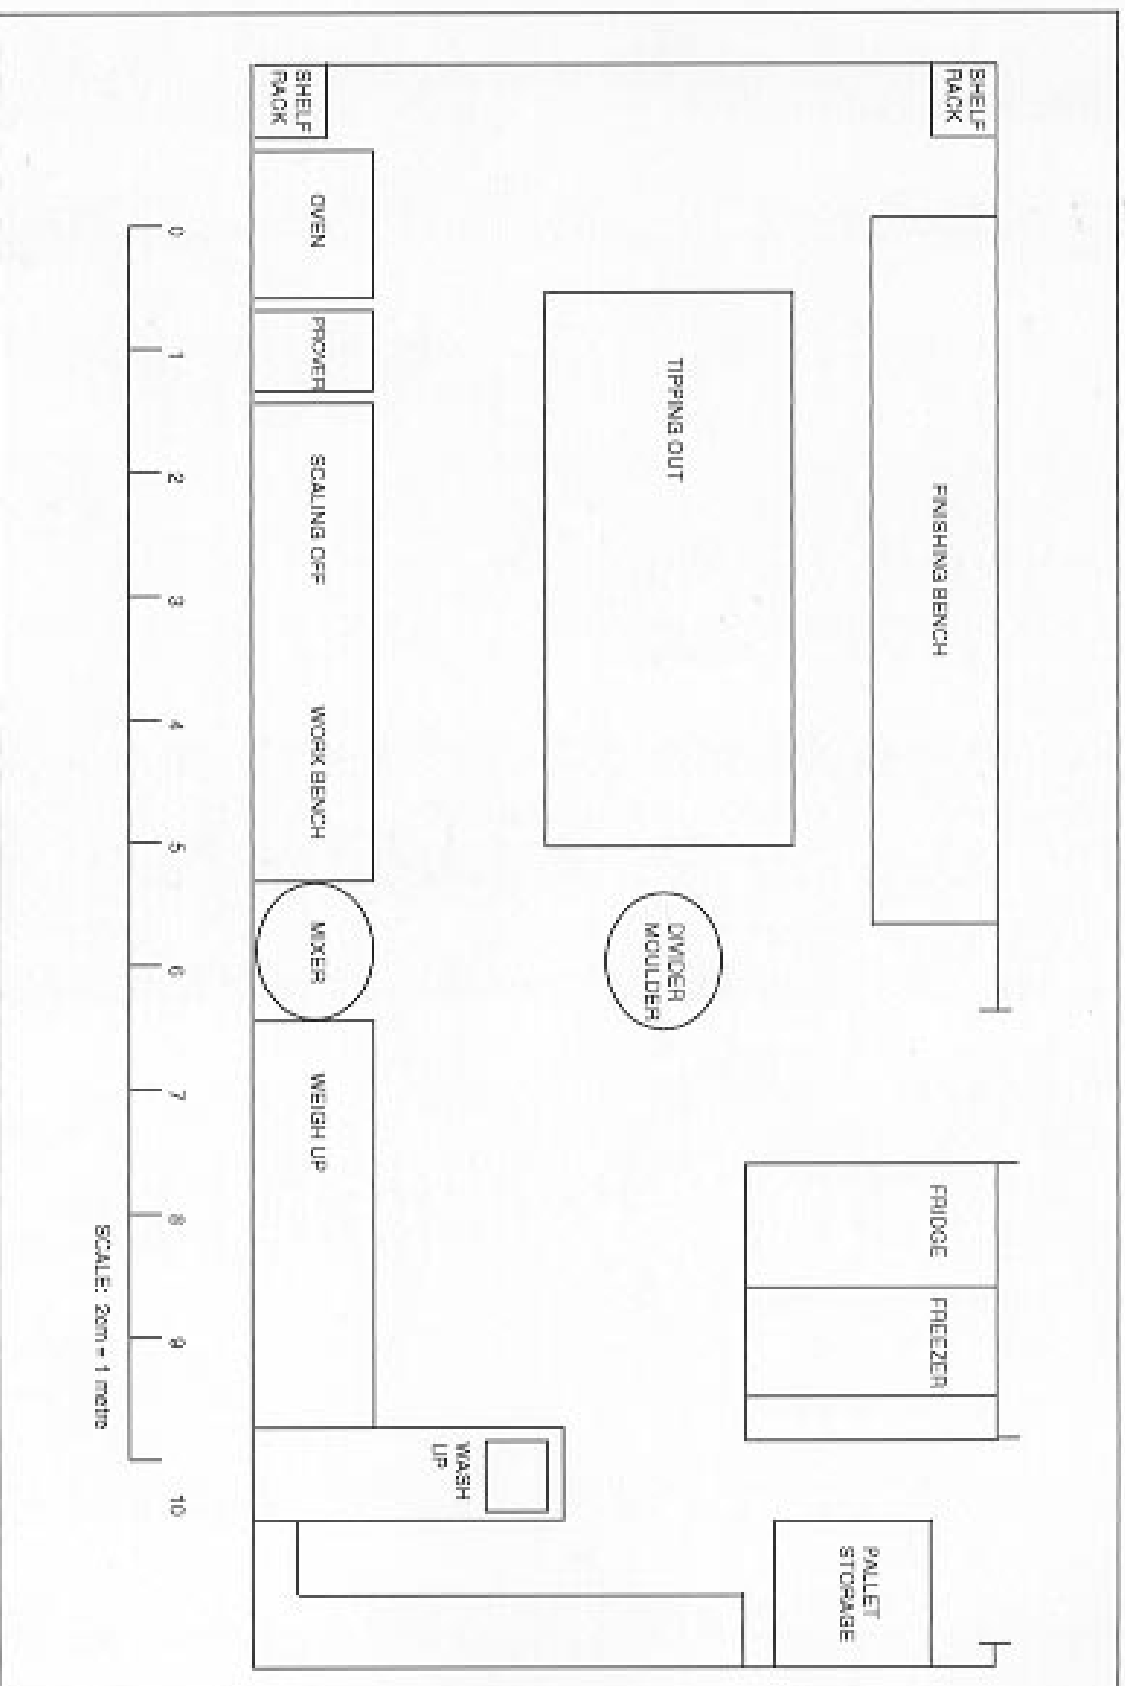 SHELF
RACK
FINISHING BENCH
FRIDGE
FREEZER
PALLET
STORAGE
TIPPING OUT
DIVIDER
MOULDER
WASH
UP
SHELF
RACK
OVEN
PROVER
SCALING OFF
WORK BENCH
MIXER
WEIGH UP
0
1
2
3
4
5
6
7
8
9
10
SCALE: 2cm = 1 metre